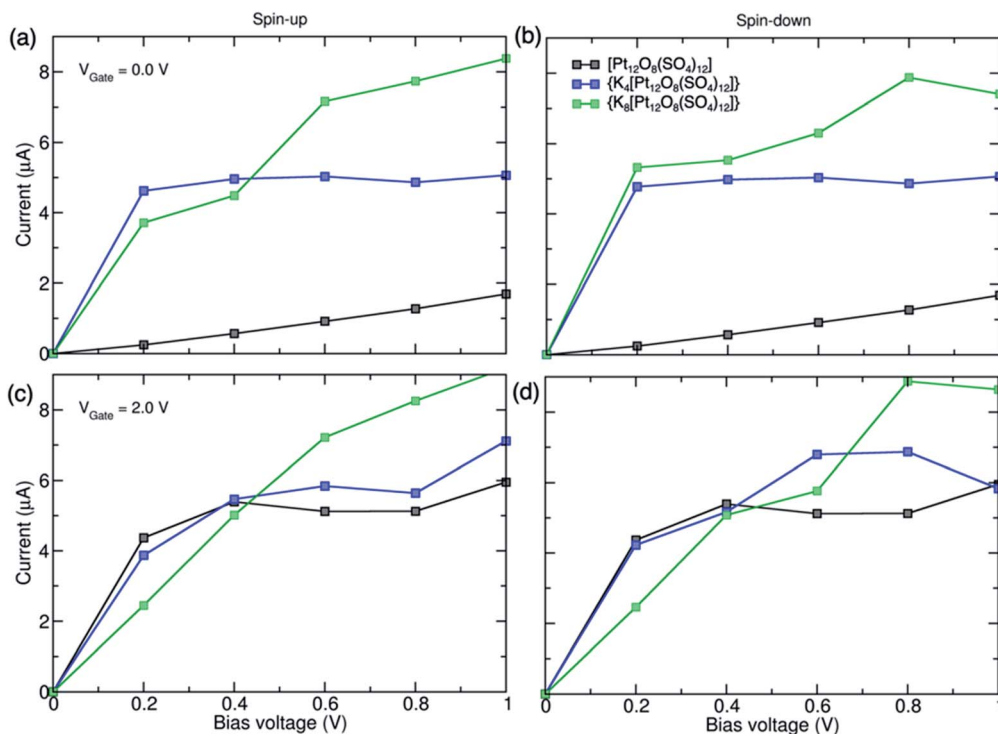 Spin-up
Spin-down
(a)
V_Gate = 0.0 V
8
6
4
2
0
Current (μA)
(b)
[Pt₁₂O₈(SO₄)₁₂]
{K₄[Pt₁₂O₈(SO₄)₁₂]}
{K₈[Pt₁₂O₈(SO₄)₁₂]}
(c)
V_Gate = 2.0 V
8
6
4
2
0
Current (μA)
0 0.2 0.4 0.6 0.8 1
Bias voltage (V)
(d)
0 0.2 0.4 0.6 0.8 1
Bias voltage (V)